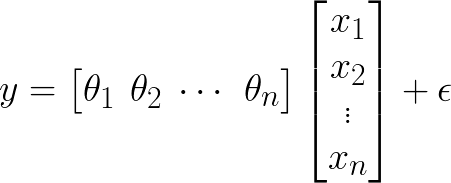 y = [θ₁ θ₂ ⋯ θₙ] [x₁ x₂ ⋮ xₙ] + ϵ